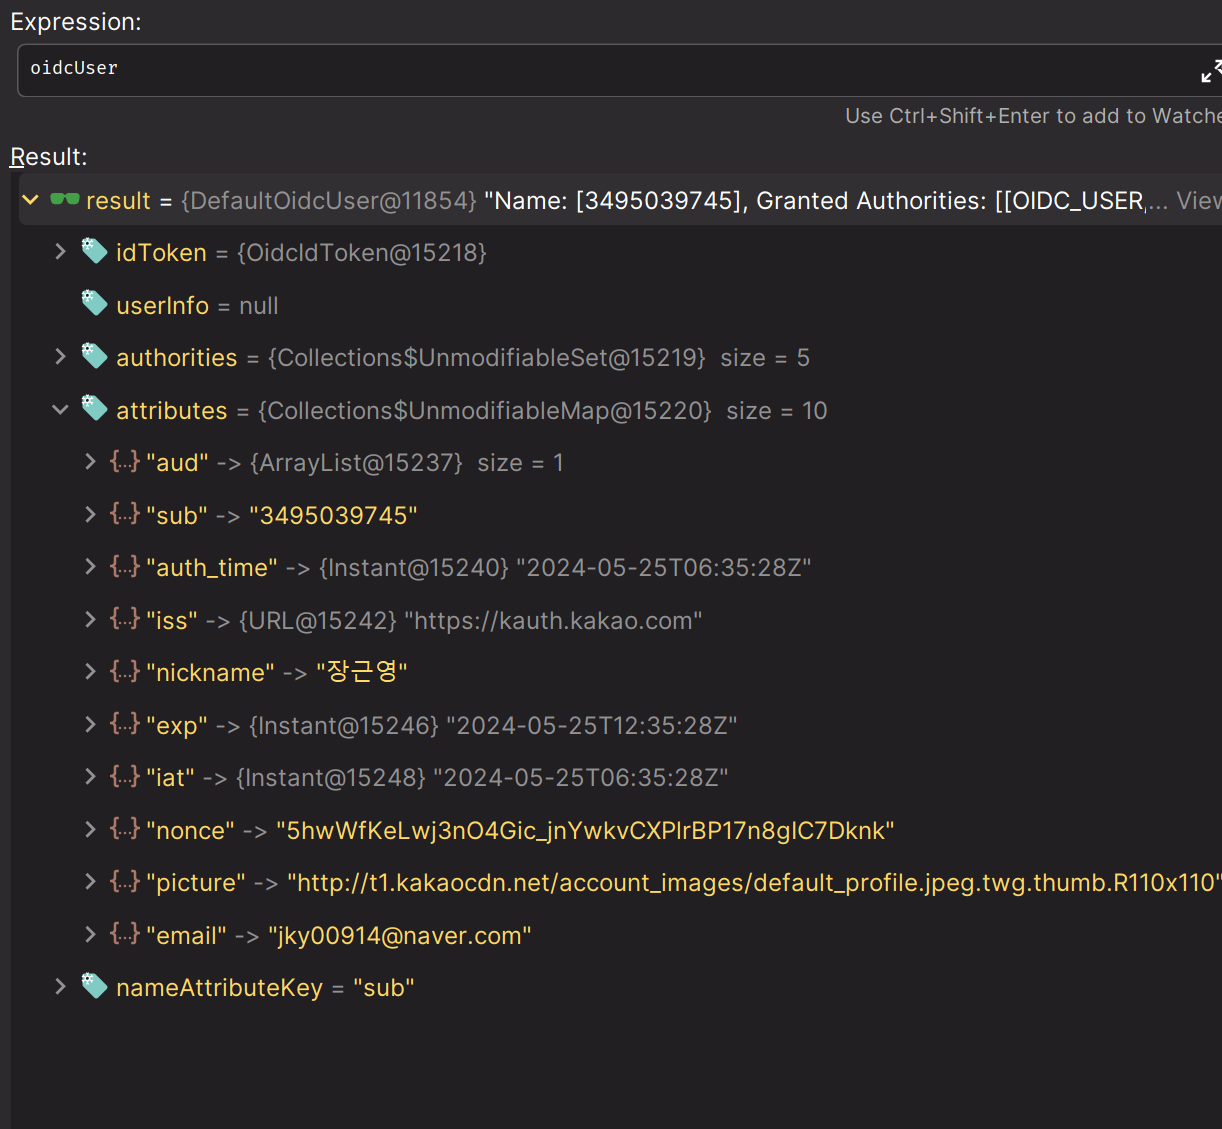 Expression:
oidcUser
Use Ctrl+Shift+Enter to add to Watche
Result:
result = {DefaultOidcUser@11854} "Name: [3495039745], Granted Authorities: [[OIDC_USER,... View
idToken = {OidcIdToken@15218}
userInfo = null
authorities = {Collections$UnmodifiableSet@15219} size = 5
attributes = {Collections$UnmodifiableMap@15220} size = 10
{...} "aud" -> {ArrayList@15237} size = 1
{...} "sub" -> "3495039745"
{...} "auth_time" -> {Instant@15240} "2024-05-25T06:35:28Z"
{...} "iss" -> {URL@15242} "https://kauth.kakao.com"
{...} "nickname" -> "장근영"
{...} "exp" -> {Instant@15246} "2024-05-25T12:35:28Z"
{...} "iat" -> {Instant@15248} "2024-05-25T06:35:28Z"
{...} "nonce" -> "5hwWfKeLwj3nO4Gic_jnYwkvCXPlrBP17n8glC7Dknk"
{...} "picture" -> "http://t1.kakaocdn.net/account_images/default_profile.jpeg.twg.thumb.R110x110"
{...} "email" -> "jky00914@naver.com"
nameAttributeKey = "sub"